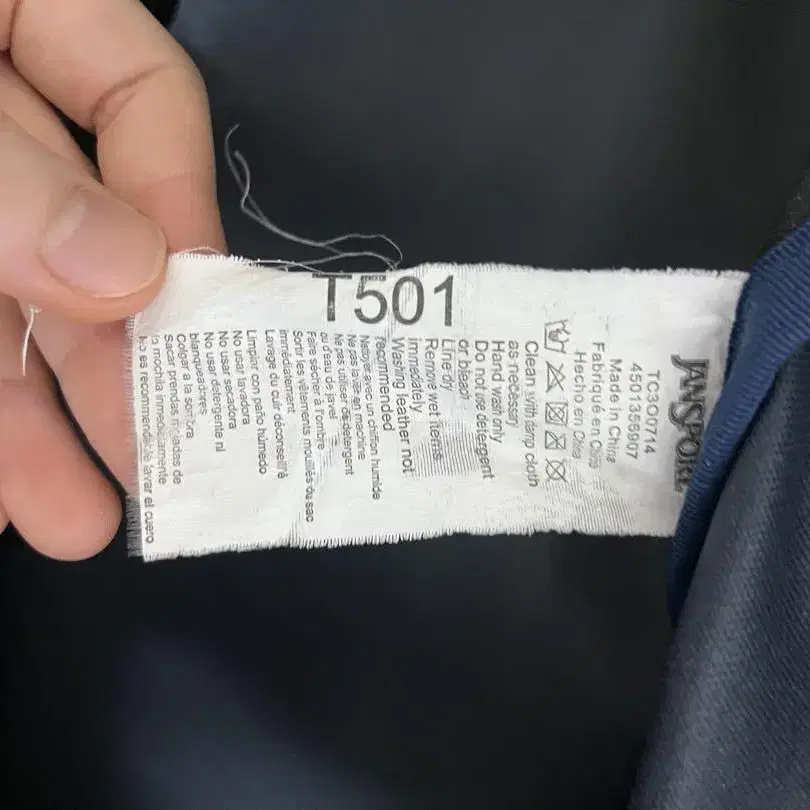 JANSPORT
TC3O0714
4501356907
Made in China
Fabriqué en China
Hecho en China
Clean with damp cloth
as necessary
Hand wash only
Do not use detergent
or bleach
Line dry
Remove wet items
immediately
Washing leather not
recommended
Nettoyer avec un chiffon humide
Ne pas laver en machine
Ne pas utiliser de detergent
ou d'eau de javel
Faire sécher à l'ombre
Sortir les vêtements mouillés du sac
immédiatement
Lavage du cuir déconseillé
Limpiar con paño húmedo
No usar lavadora
No usar secadora
No usar detergente ni
blanqueadores
Colgar a la sombra
Sacar prendas mojadas de
la mochila inmediatamente
No es recomendable lavar el cuero
T501